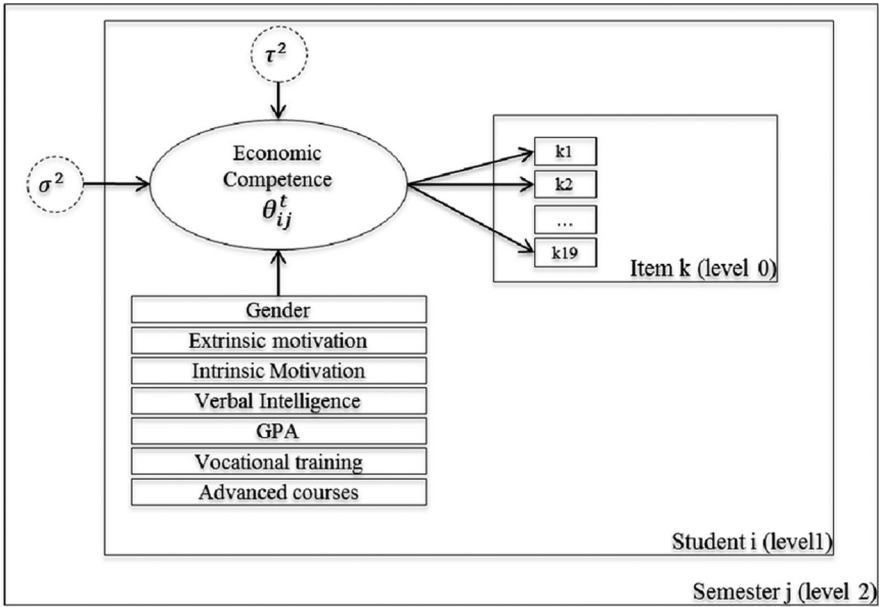 τ²
σ²
Economic
Competence
θᵗᵢⱼ
k1
k2
...
k19
Item k (level 0)
Gender
Extrinsic motivation
Intrinsic Motivation
Verbal Intelligence
GPA
Vocational training
Advanced courses
Student i (level1)
Semester j (level 2)